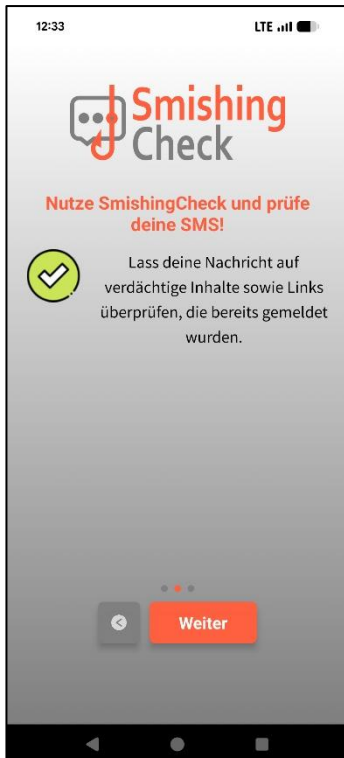 12:33 LTE
Smishing
Check
Nutze SmishingCheck und prüfe
deine SMS!
Lass deine Nachricht auf
verdächtige Inhalte sowie Links
überprüfen, die bereits gemeldet
wurden.
Weiter